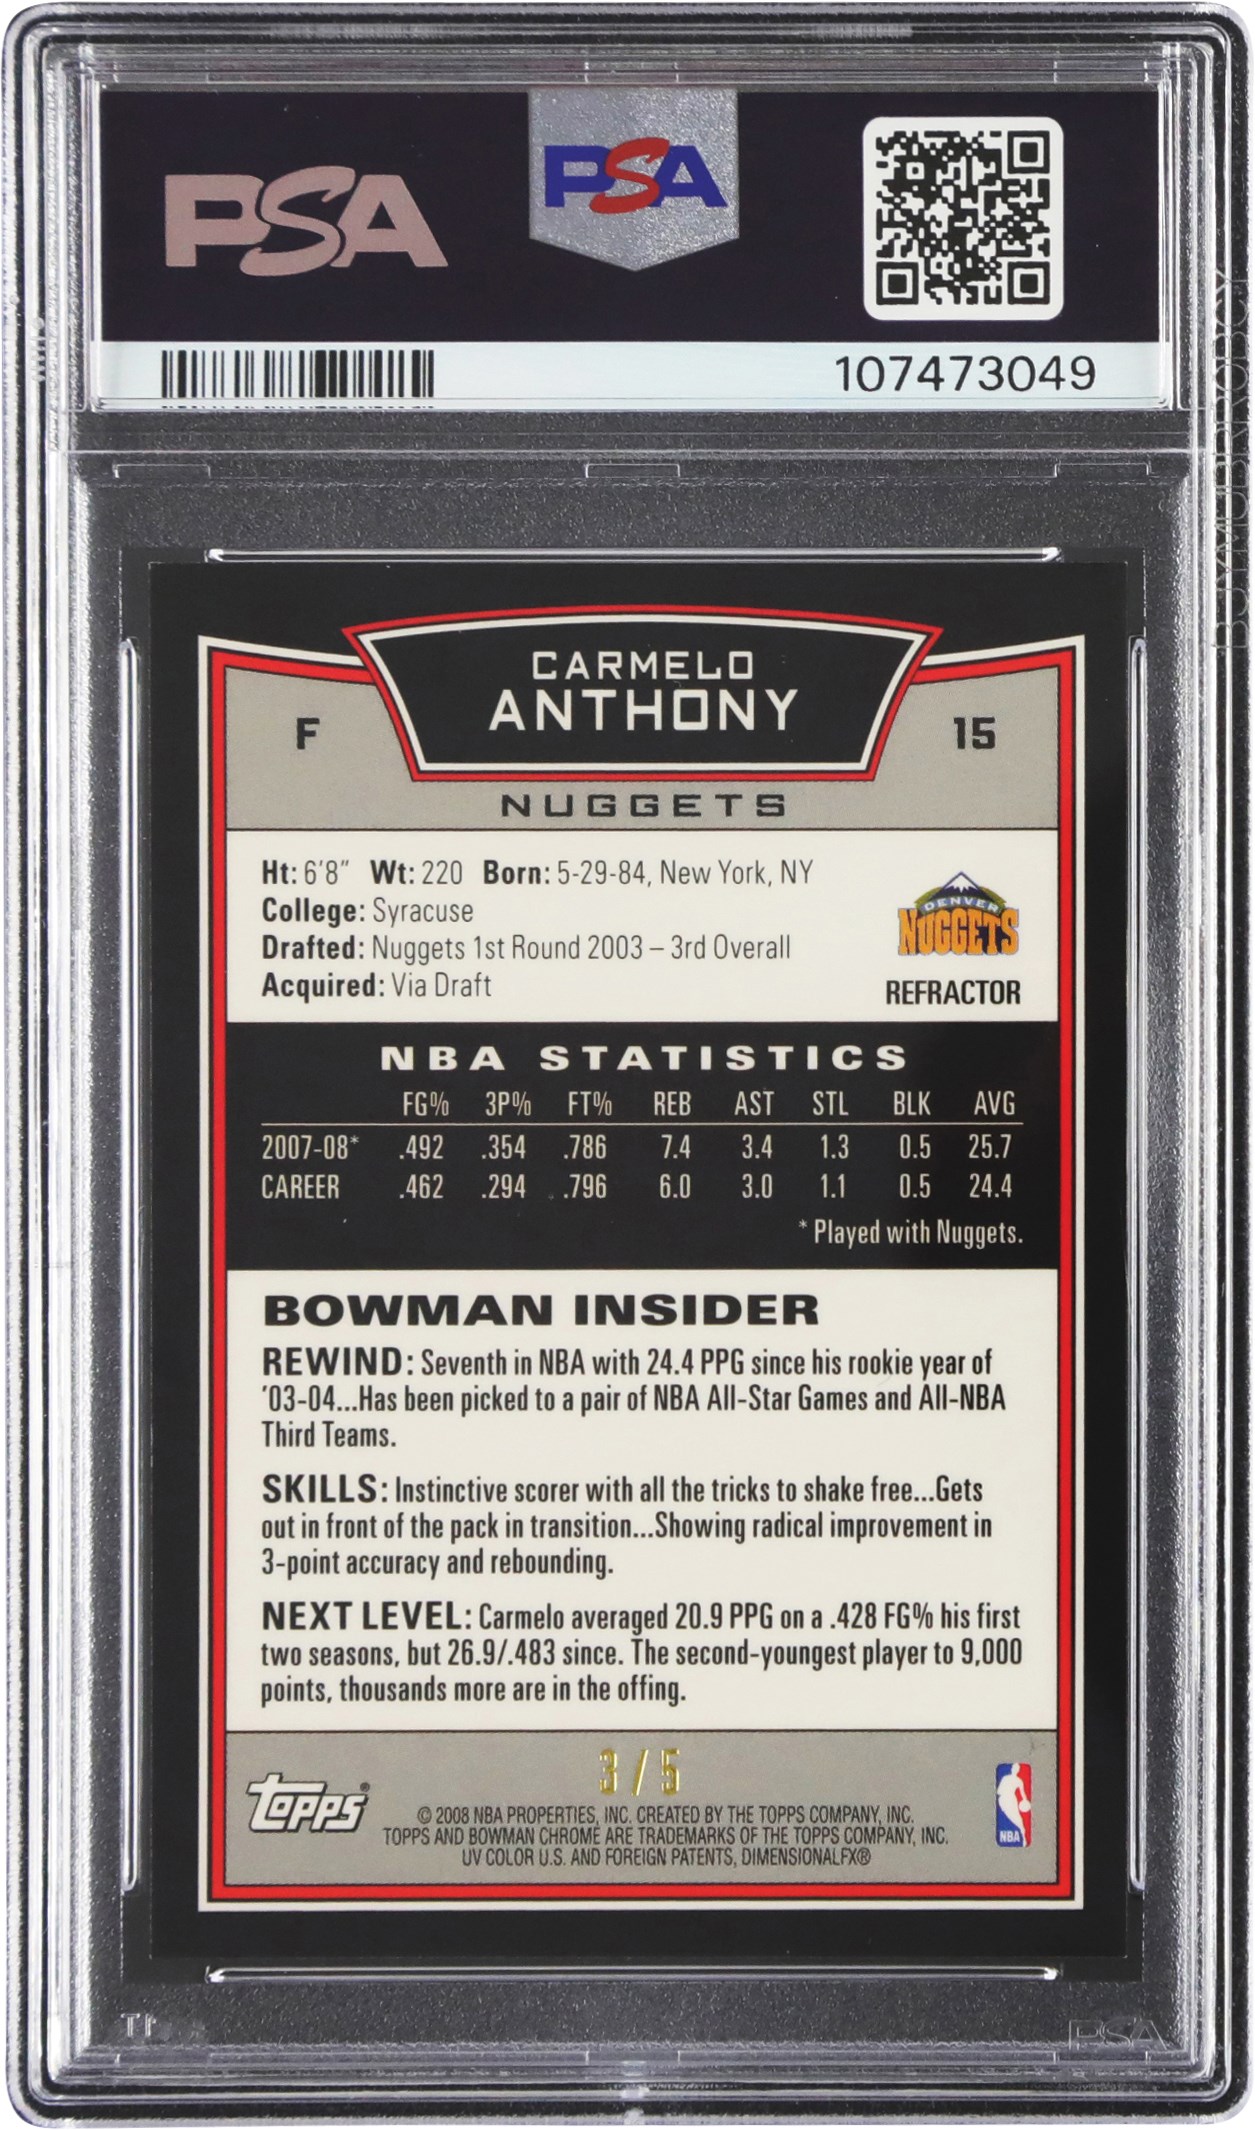 PSA
PSA
107473049
CARMELO
ANTHONY
F
15
NUGGETS
Ht: 6'8" Wt: 220 Born: 5-29-84, New York, NY
College: Syracuse
Drafted: Nuggets 1st Round 2003 – 3rd Overall
Acquired: Via Draft
DENVER
NUGGETS
REFRACTOR
NBA STATISTICS
FG% 3P% FT% REB AST STL BLK AVG
2007-08* .492 .354 .786 7.4 3.4 1.3 0.5 25.7
CAREER .462 .294 .796 6.0 3.0 1.1 0.5 24.4
* Played with Nuggets.
BOWMAN INSIDER
REWIND: Seventh in NBA with 24.4 PPG since his rookie year of
'03-04...Has been picked to a pair of NBA All-Star Games and All-NBA
Third Teams.
SKILLS: Instinctive scorer with all the tricks to shake free...Gets
out in front of the pack in transition...Showing radical improvement in
3-point accuracy and rebounding.
NEXT LEVEL: Carmelo averaged 20.9 PPG on a .428 FG% his first
two seasons, but 26.9/.483 since. The second-youngest player to 9,000
points, thousands more are in the offing.
3/5
topps®
© 2008 NBA PROPERTIES, INC. CREATED BY THE TOPPS COMPANY, INC.
TOPPS AND BOWMAN CHROME ARE TRADEMARKS OF THE TOPPS COMPANY, INC.
UV COLOR U.S. AND FOREIGN PATENTS, DIMENSIONALFX®
NBA
PSA